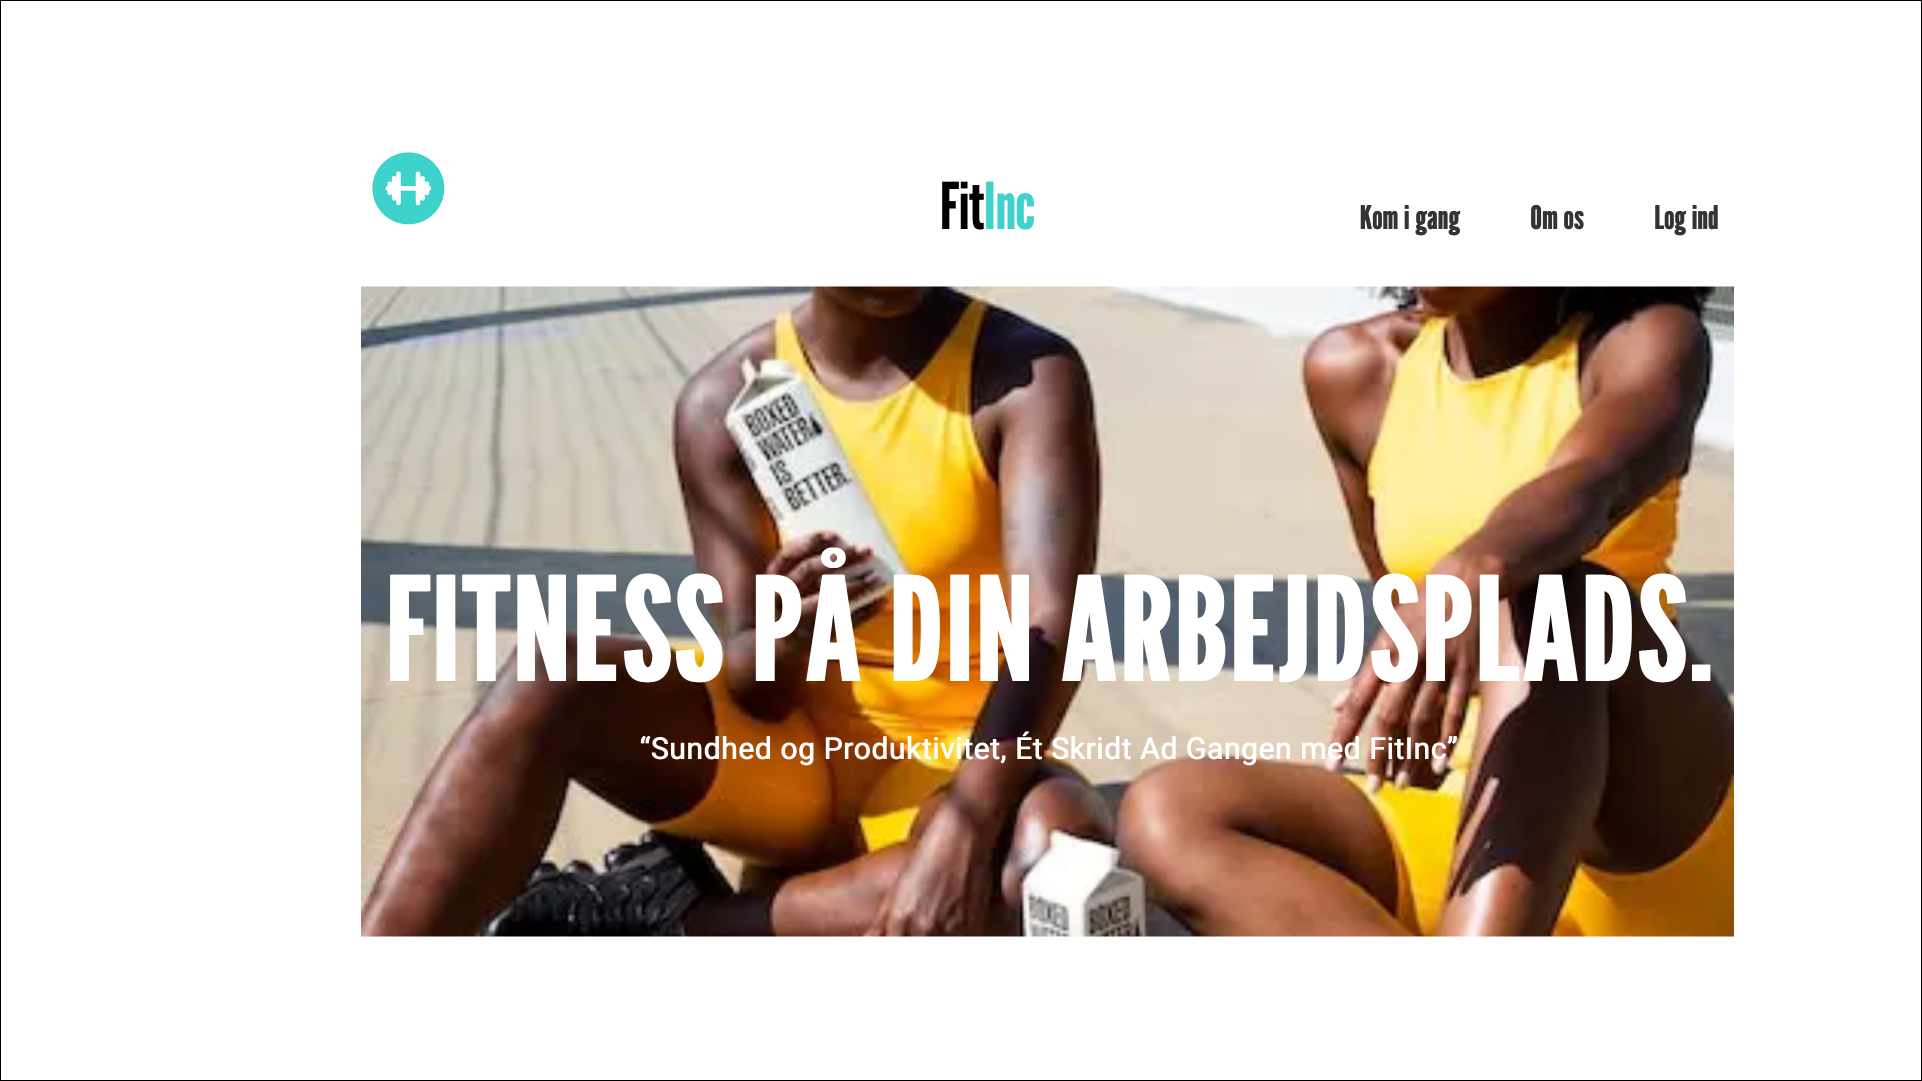 FitInc
Kom i gang
Om os
Log ind
BOXED
WATER
IS
BETTER.
FITNESS PÅ DIN ARBEJDSPLADS.
“Sundhed og Produktivitet, Ét Skridt Ad Gangen med FitInc”
BOXED BOXED